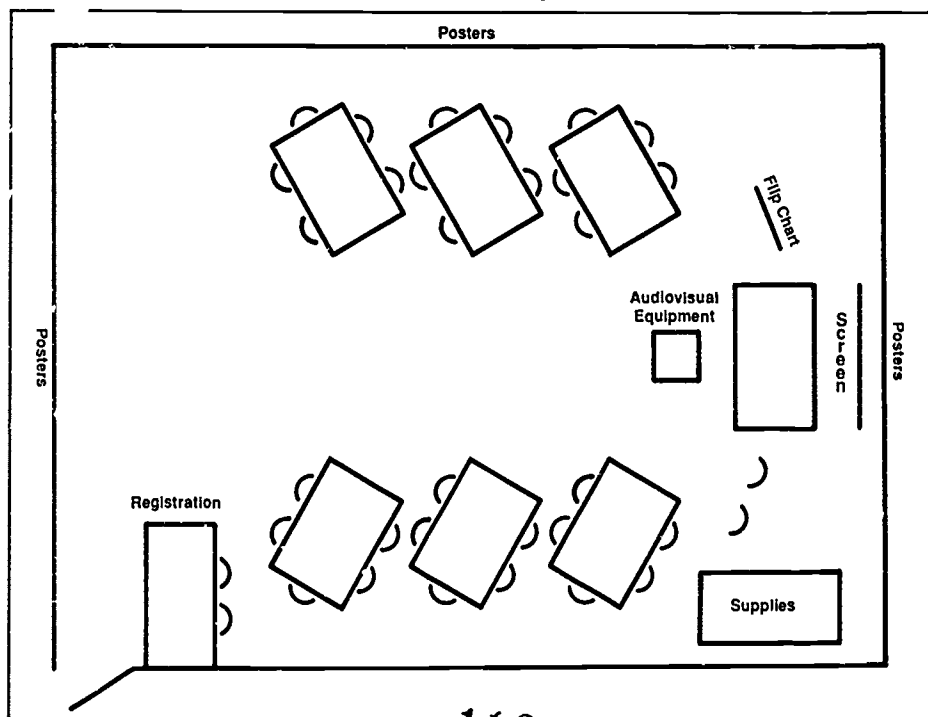 Posters
Flip Chart
Audiovisual
Equipment
Posters
Screen
Posters
Registration
Supplies